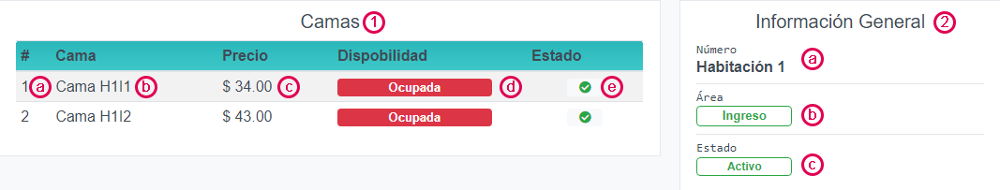 Camas 1
# Cama Precio Dispobilidad Estado
1 a Cama H1I1 b $ 34.00 c Ocupada d e
2 Cama H1I2 $ 43.00 Ocupada
Información General 2
Número
Habitación 1 a
Área
Ingreso b
Estado
Activo c